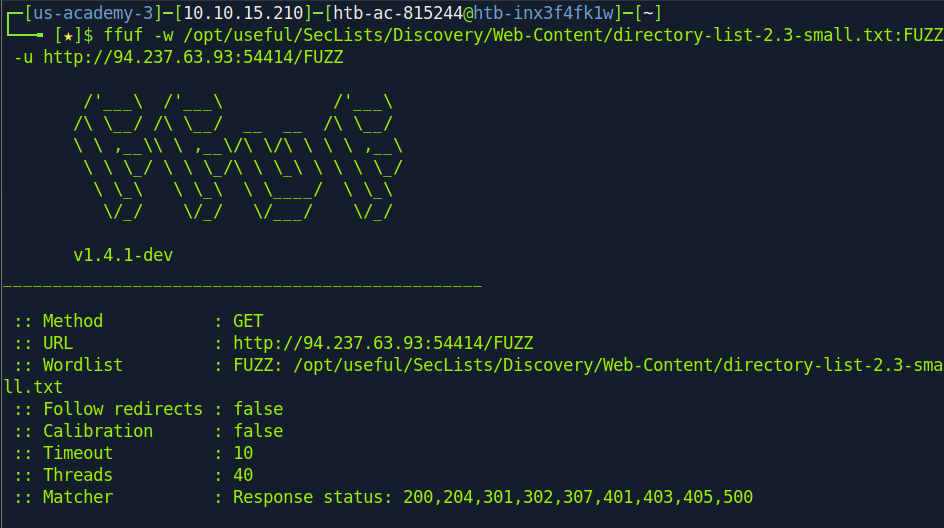 ┌─[us-academy-3]─[10.10.15.210]─[htb-ac-815244@htb-inx3f4fk1w]─[~]
└──╼ [★]$ ffuf -w /opt/useful/SecLists/Discovery/Web-Content/directory-list-2.3-small.txt:FUZZ
 -u http://94.237.63.93:54414/FUZZ
        /'___\  /'___\           /'___\
       /\ \__/ /\ \__/  __  __  /\ \__/
       \ \ ,__\\ \ ,__\/\ \/\ \ \ \ ,__\
        \ \ \_/ \ \ \_/\ \ \_\ \ \ \ \_/
         \ \_\   \ \_\  \ \____/  \ \_\
          \/_/    \/_/   \/___/    \/_/
       v1.4.1-dev
________________________________________________
 :: Method           : GET
 :: URL              : http://94.237.63.93:54414/FUZZ
 :: Wordlist         : FUZZ: /opt/useful/SecLists/Discovery/Web-Content/directory-list-2.3-sma
ll.txt
 :: Follow redirects : false
 :: Calibration      : false
 :: Timeout          : 10
 :: Threads          : 40
 :: Matcher          : Response status: 200,204,301,302,307,401,403,405,500